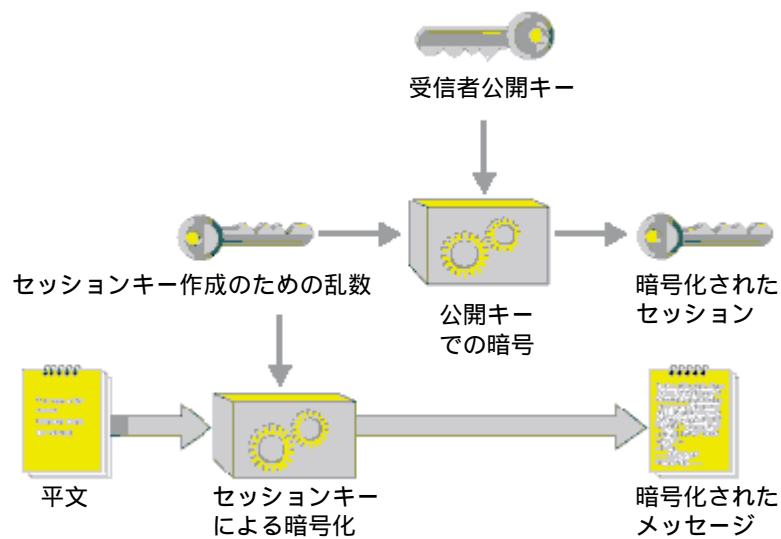 受信者公開キー
セッションキー作成のための乱数
公開キー
での暗号
暗号化された
セッション
平文
セッションキー
による暗号化
暗号化された
メッセージ